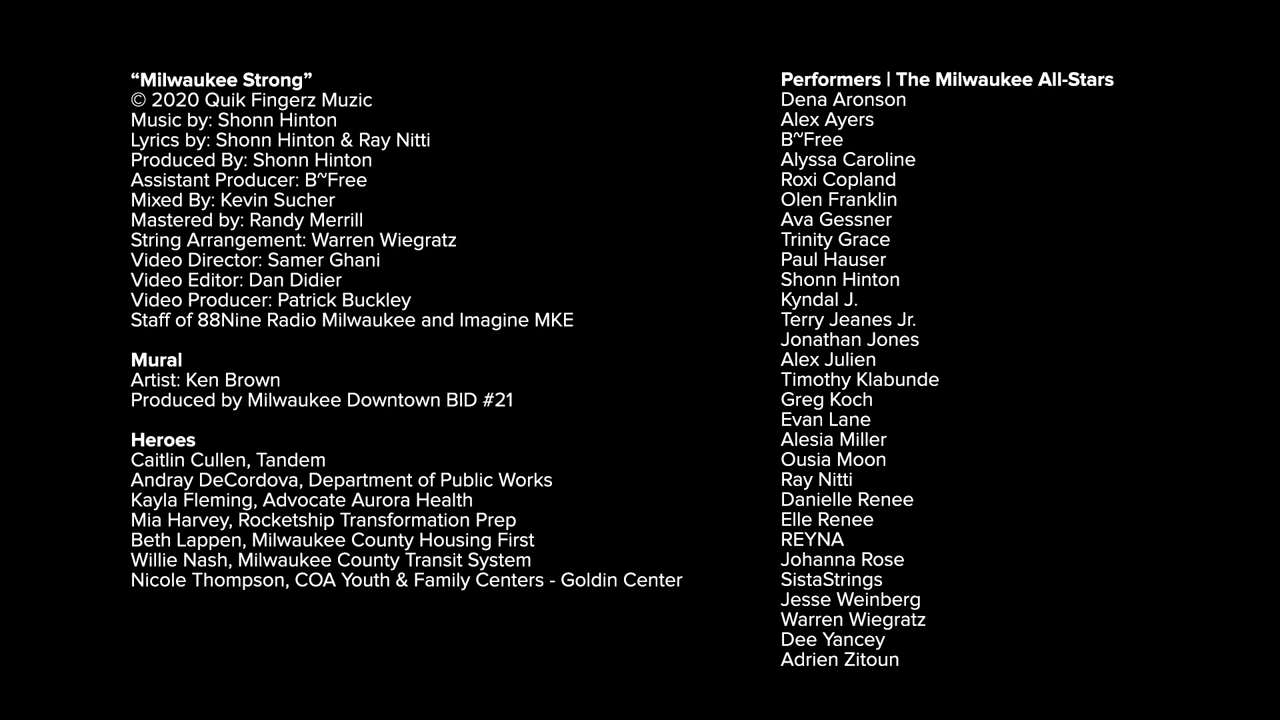 “Milwaukee Strong”
© 2020 Quik Fingerz Muzic
Music by: Shonn Hinton
Lyrics by: Shonn Hinton & Ray Nitti
Produced By: Shonn Hinton
Assistant Producer: B~Free
Mixed By: Kevin Sucher
Mastered by: Randy Merrill
String Arrangement: Warren Wiegratz
Video Director: Samer Ghani
Video Editor: Dan Didier
Video Producer: Patrick Buckley
Staff of 88Nine Radio Milwaukee and Imagine MKE
Mural
Artist: Ken Brown
Produced by Milwaukee Downtown BID #21
Heroes
Caitlin Cullen, Tandem
Andray DeCordova, Department of Public Works
Kayla Fleming, Advocate Aurora Health
Mia Harvey, Rocketship Transformation Prep
Beth Lappen, Milwaukee County Housing First
Willie Nash, Milwaukee County Transit System
Nicole Thompson, COA Youth & Family Centers - Goldin Center
Performers | The Milwaukee All-Stars
Dena Aronson
Alex Ayers
B~Free
Alyssa Caroline
Roxi Copland
Olen Franklin
Ava Gessner
Trinity Grace
Paul Hauser
Shonn Hinton
Kyndal J.
Terry Jeanes Jr.
Jonathan Jones
Alex Julien
Timothy Klabunde
Greg Koch
Evan Lane
Alesia Miller
Ousia Moon
Ray Nitti
Danielle Renee
Elle Renee
REYNA
Johanna Rose
SistaStrings
Jesse Weinberg
Warren Wiegratz
Dee Yancey
Adrien Zitoun